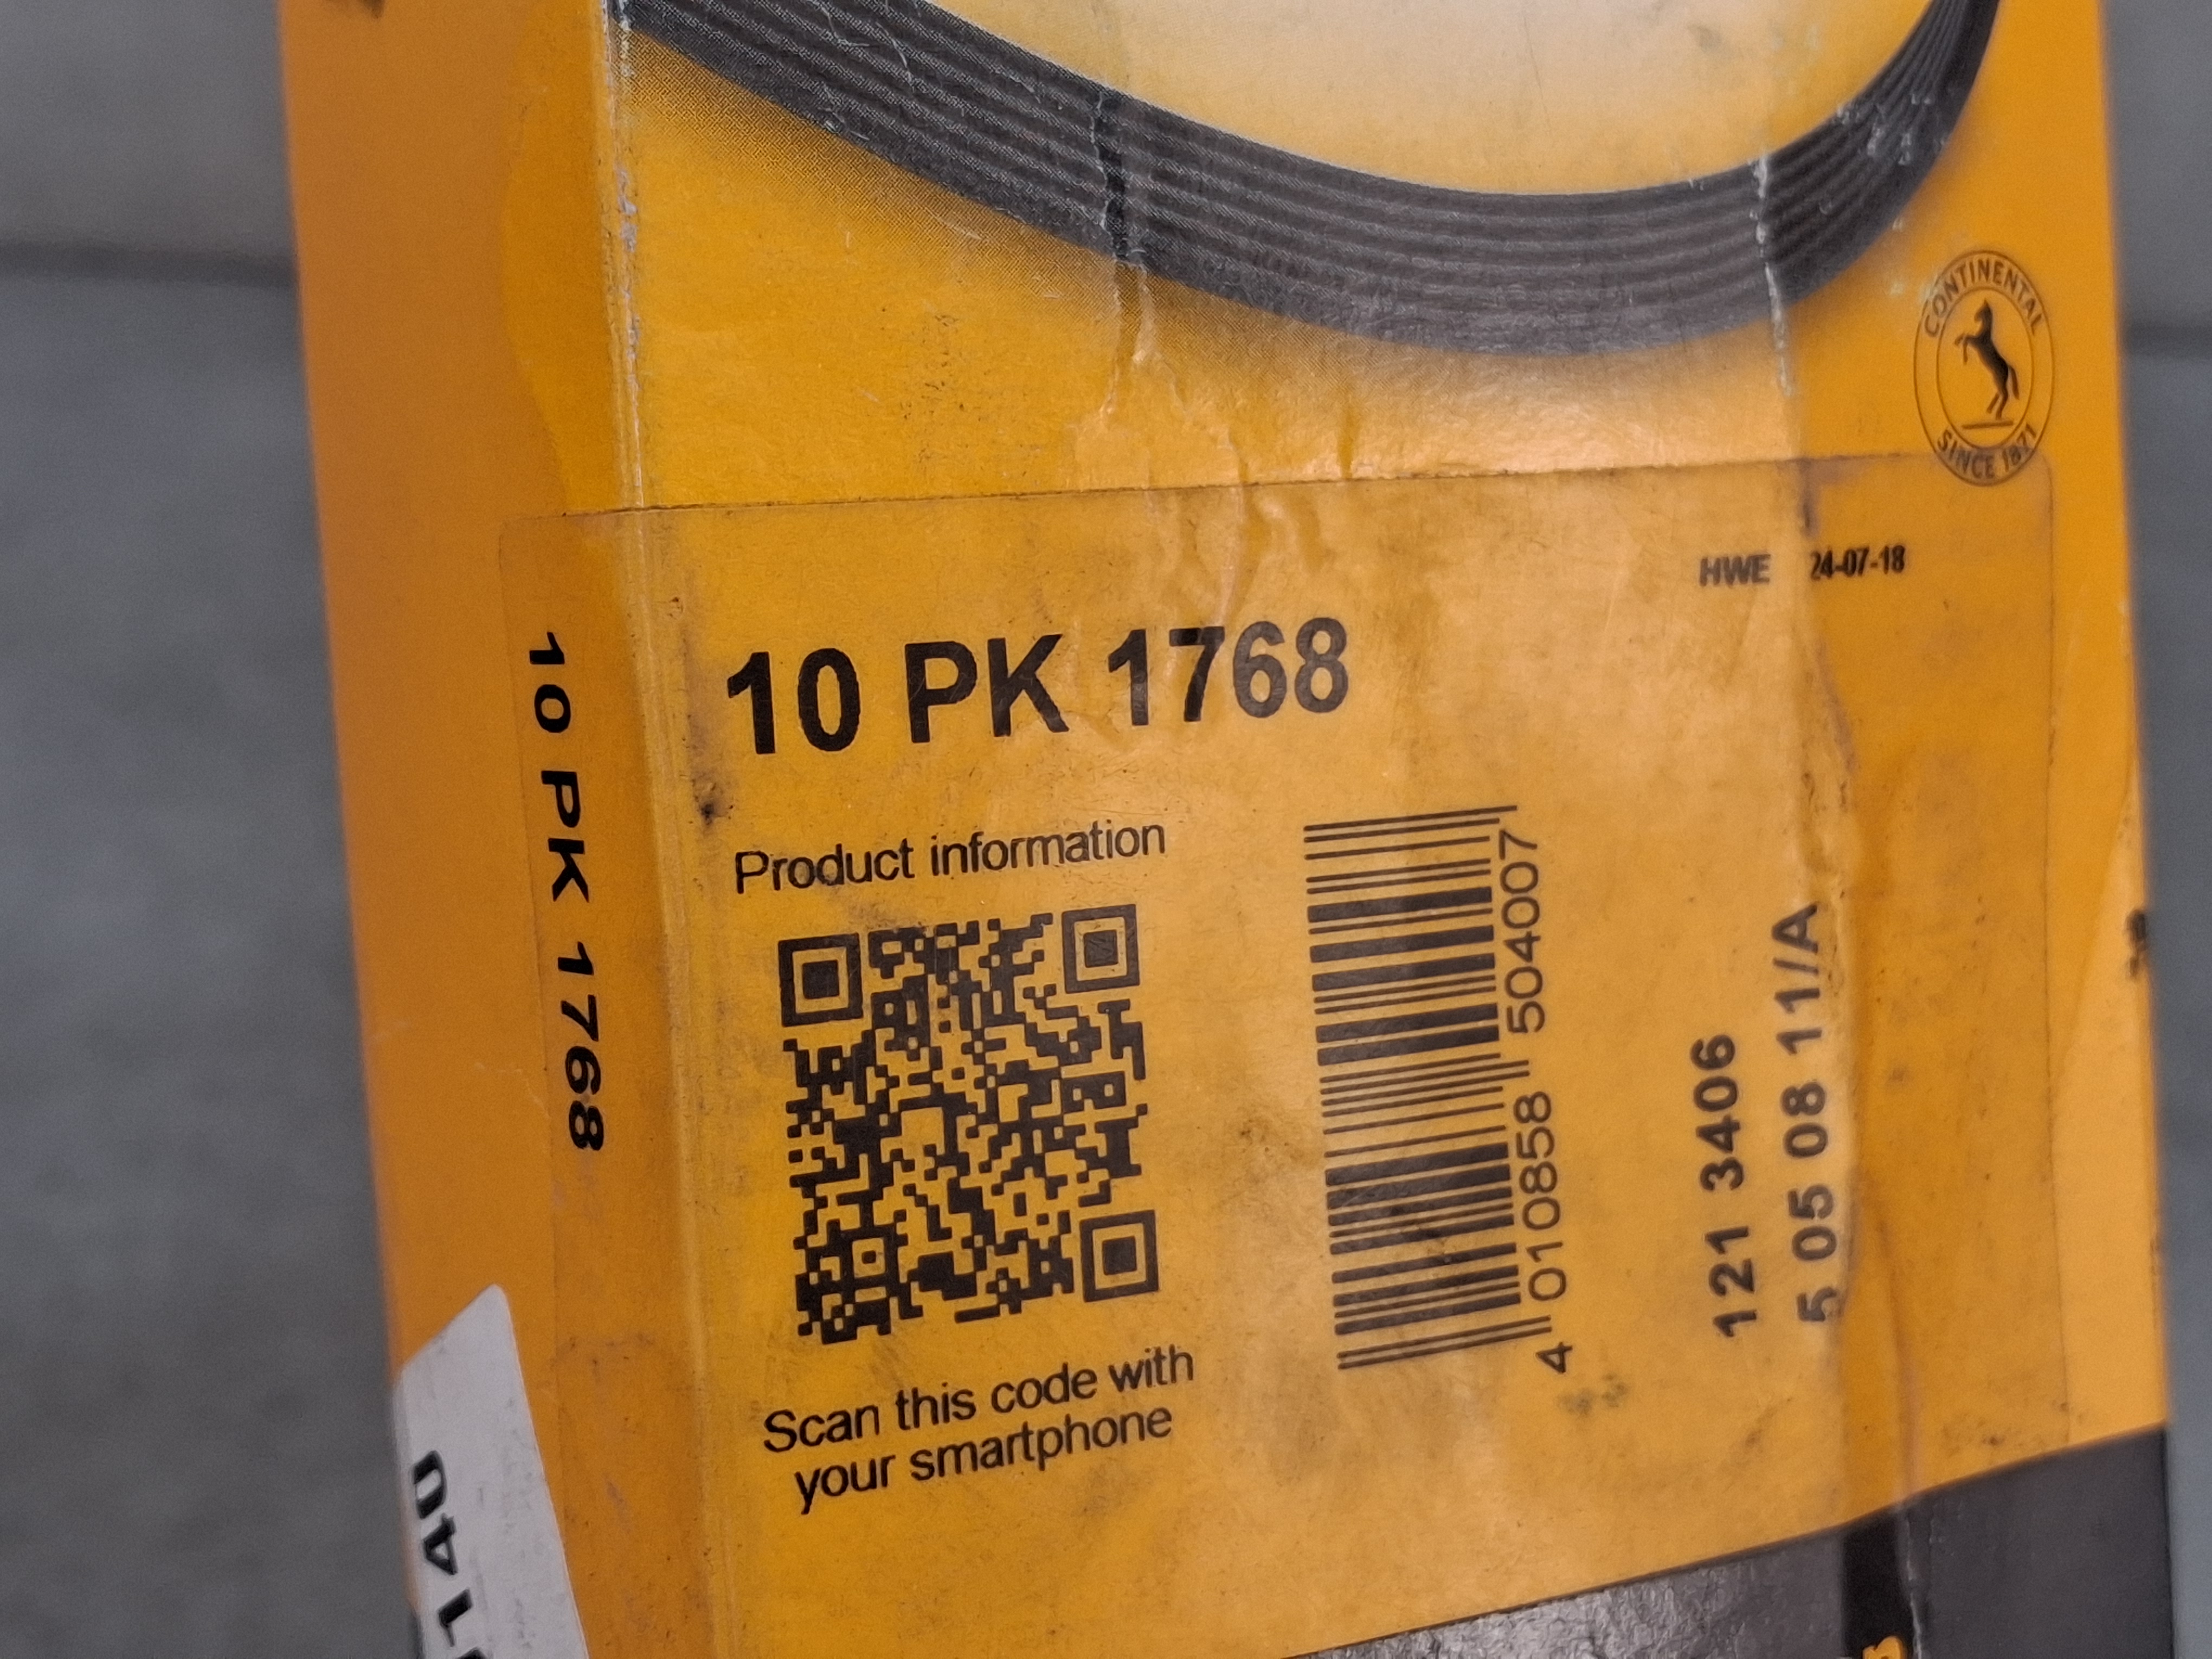 CONTINENTAL
SINCE 1871
HWE 24-07-18
10 PK 1768
10 PK 1768
Product information
4 010858 504007
121 3406
5 05 08 11/A
Scan this code with
your smartphone
140